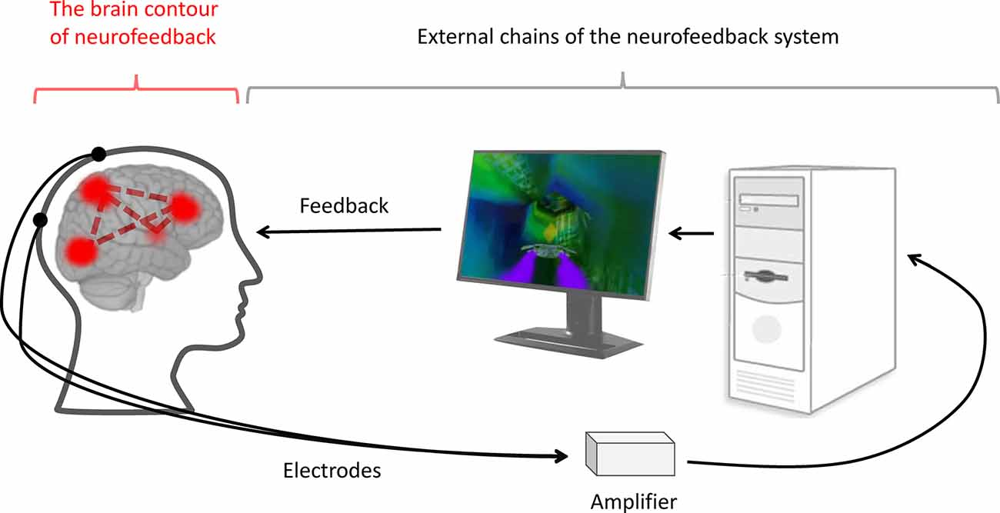 The brain contour
of neurofeedback
External chains of the neurofeedback system
Feedback
Electrodes
Amplifier